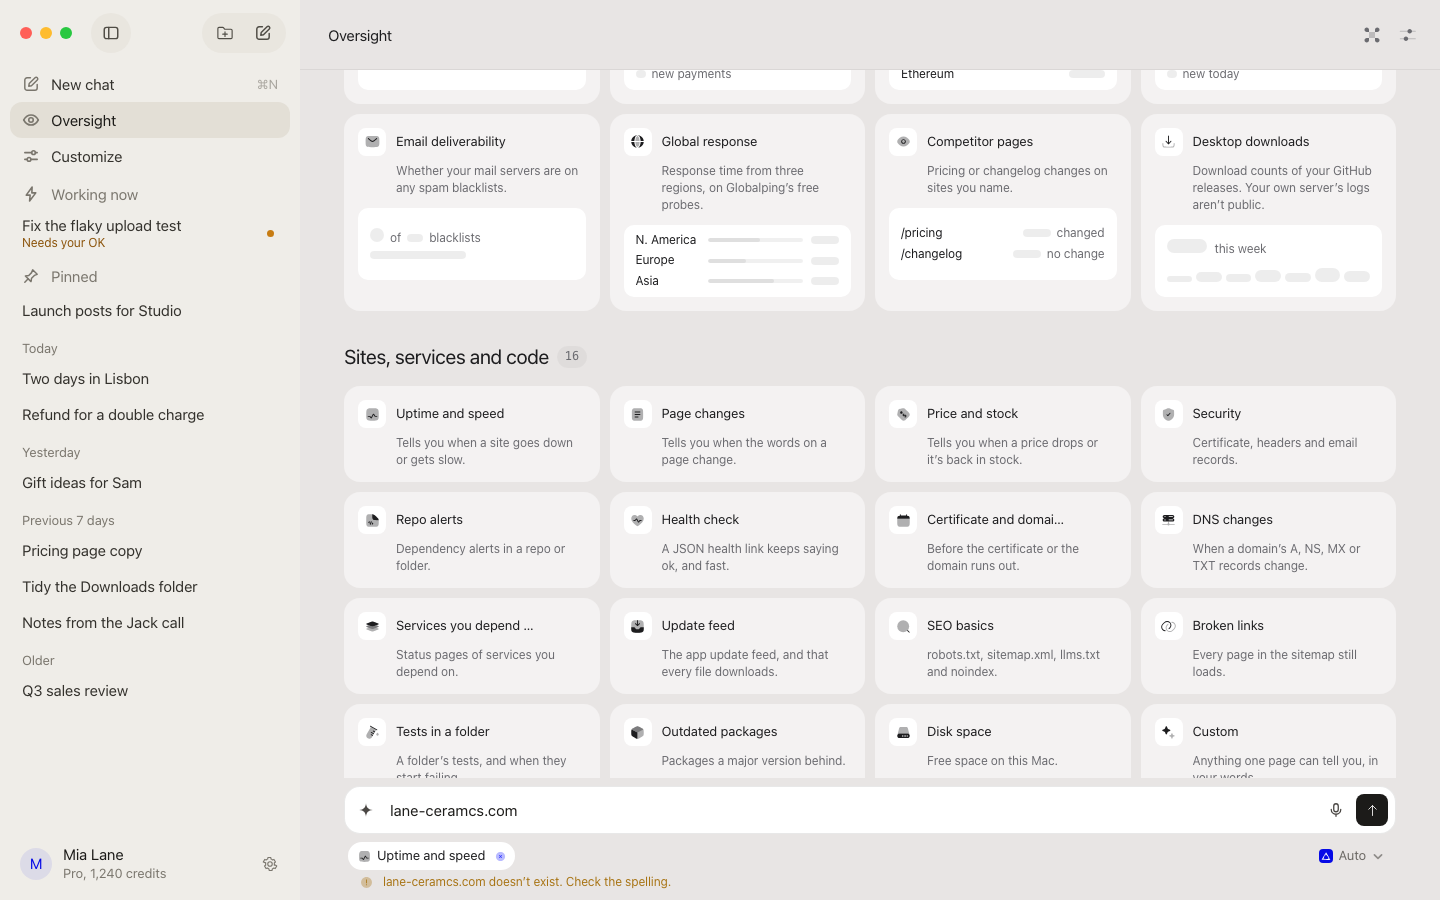 New chat
⌘N
Oversight
Customize
Working now
Fix the flaky upload test
Needs your OK
Pinned
Launch posts for Studio
Today
Two days in Lisbon
Refund for a double charge
Yesterday
Gift ideas for Sam
Previous 7 days
Pricing page copy
Tidy the Downloads folder
Notes from the Jack call
Older
Q3 sales review
M
Mia Lane
Pro, 1,240 credits
Oversight
new payments
Ethereum
new today
Email deliverability
Whether your mail servers are on
any spam blacklists.
of blacklists
Global response
Response time from three
regions, on Globalping's free
probes.
N. America
Europe
Asia
Competitor pages
Pricing or changelog changes on
sites you name.
/pricing changed
/changelog no change
Desktop downloads
Download counts of your GitHub
releases. Your own server's logs
aren't public.
this week
Sites, services and code 16
Uptime and speed
Tells you when a site goes down
or gets slow.
Page changes
Tells you when the words on a
page change.
Price and stock
Tells you when a price drops or
it's back in stock.
Security
Certificate, headers and email
records.
Repo alerts
Dependency alerts in a repo or
folder.
Health check
A JSON health link keeps saying
ok, and fast.
Certificate and domai...
Before the certificate or the
domain runs out.
DNS changes
When a domain's A, NS, MX or
TXT records change.
Services you depend ...
Status pages of services you
depend on.
Update feed
The app update feed, and that
every file downloads.
SEO basics
robots.txt, sitemap.xml, llms.txt
and noindex.
Broken links
Every page in the sitemap still
loads.
Tests in a folder
A folder's tests, and when they
start failing.
Outdated packages
Packages a major version behind.
Disk space
Free space on this Mac.
Custom
Anything one page can tell you, in
your words.
lane-ceramcs.com
Uptime and speed
Auto
lane-ceramcs.com doesn't exist. Check the spelling.